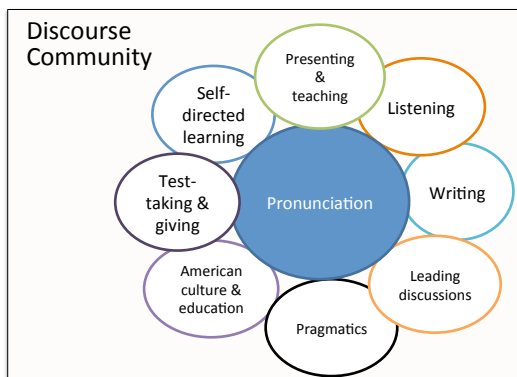 Discourse
Community
Presenting
&
teaching
Self-
directed
learning
Listening
Test-
taking &
giving
Pronunciation
Writing
American
culture &
education
Leading
discussions
Pragmatics